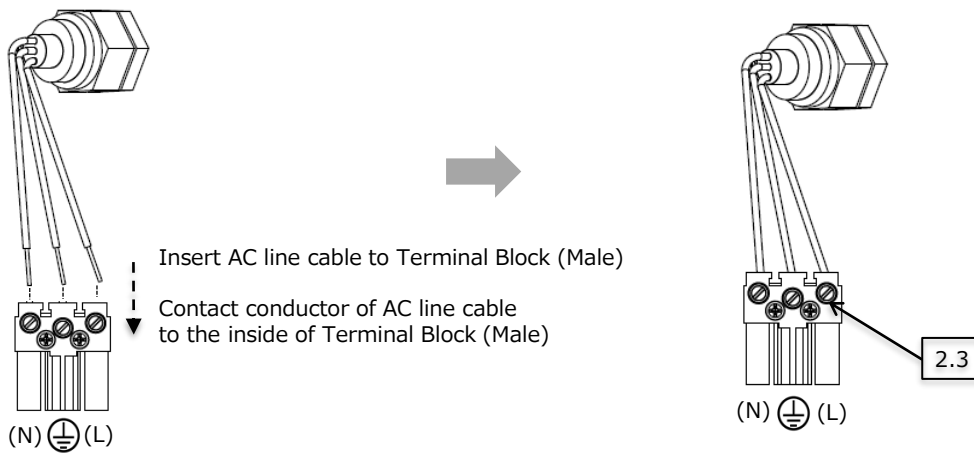 Insert AC line cable to Terminal Block (Male)
Contact conductor of AC line cable
to the inside of Terminal Block (Male)
2.3
(N) (L)
(N) (L)